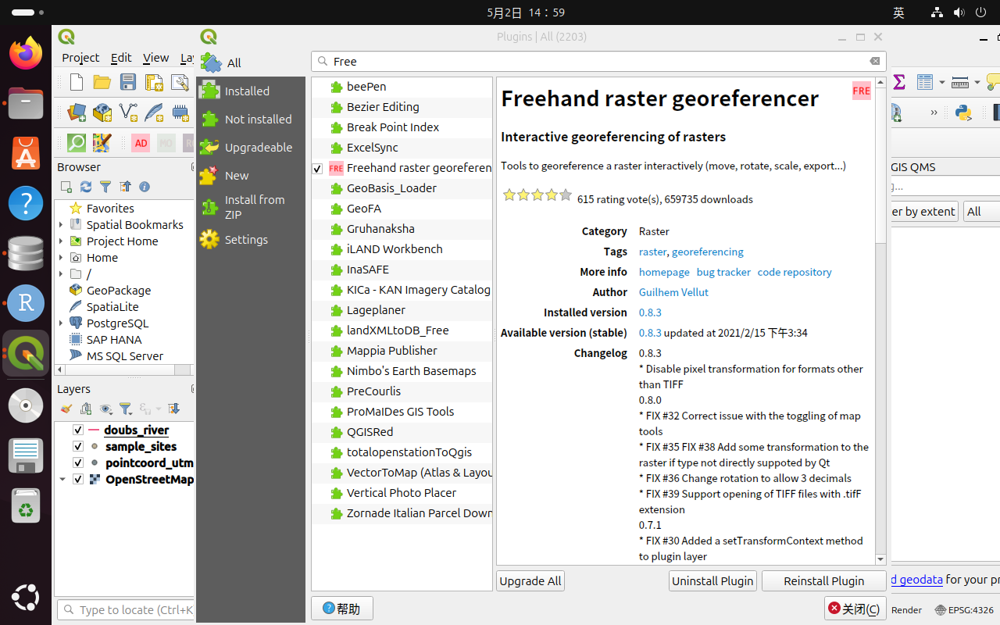 5月2日 14：59
英
Plugins | All (2203)
Project Edit View
All
Free
Installed
Not installed
Upgradeable
New
Install from
ZIP
Settings
AD
MO
Browser
Favorites
Spatial Bookmarks
Project Home
Home
/
GeoPackage
SpatiaLite
PostgreSQL
SAP HANA
MS SQL Server
Layers
doubs_river
sample_sites
pointcoord_utm
OpenStreetMap
Type to locate (Ctrl+K
beePen
Bezier Editing
Break Point Index
ExcelSync
FRE
Freehand raster georeferen
GeoBasis_Loader
GeoFA
Gruhanaksha
iLAND Workbench
InaSAFE
KICa - KAN Imagery Catalog
Lageplaner
landXMLtoDB_Free
Mappia Publisher
Nimbo's Earth Basemaps
PreCourlis
ProMaIDes GIS Tools
QGISRed
totalopenstationToQgis
VectorToMap (Atlas & Layou
Vertical Photo Placer
Zornade Italian Parcel Down
Freehand raster georeferencer
FRE
Interactive georeferencing of rasters
Tools to georeference a raster interactively (move, rotate, scale, export...)
615 rating vote(s), 659735 downloads
Category Raster
Tags raster, georeferencing
More info homepage bug tracker code repository
Author Guilhem Vellut
Installed version 0.8.3
Available version (stable) 0.8.3 updated at 2021/2/15 下午3:34
Changelog 0.8.3
* Disable pixel transformation for formats other
than TIFF
0.8.0
* FIX #32 Correct issue with the toggling of map
tools
* FIX #35 FIX #38 Add some transformation to the
raster if type not directly suppoted by Qt
* FIX #36 Change rotation to allow 3 decimals
* FIX #39 Support opening of TIFF files with .tifF
extension
0.7.1
* FIX #30 Added a setTransformContext method
to plugin layer
Upgrade All
Uninstall Plugin
Reinstall Plugin
帮助
关闭(C)
GIS QMS
g...
er by extent
All
d geodata for your pr
Render
EPSG:4326